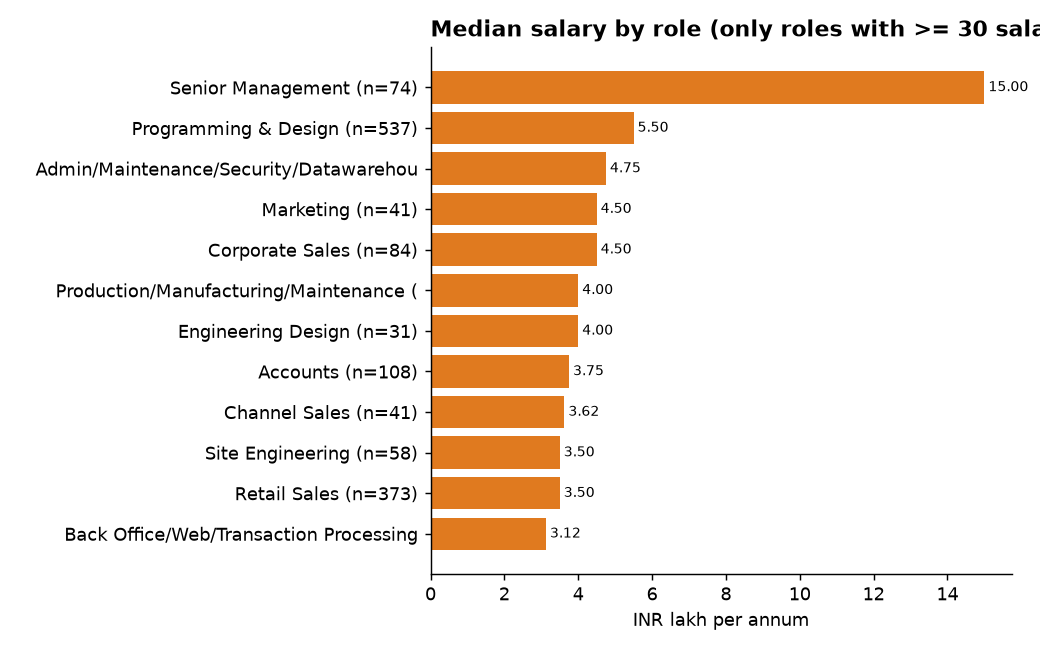 Median salary by role (only roles with >= 30 sala
Senior Management (n=74) 15.00
Programming & Design (n=537) 5.50
Admin/Maintenance/Security/Datawarehou 4.75
Marketing (n=41) 4.50
Corporate Sales (n=84) 4.50
Production/Manufacturing/Maintenance ( 4.00
Engineering Design (n=31) 4.00
Accounts (n=108) 3.75
Channel Sales (n=41) 3.62
Site Engineering (n=58) 3.50
Retail Sales (n=373) 3.50
Back Office/Web/Transaction Processing 3.12
0 2 4 6 8 10 12 14
INR lakh per annum